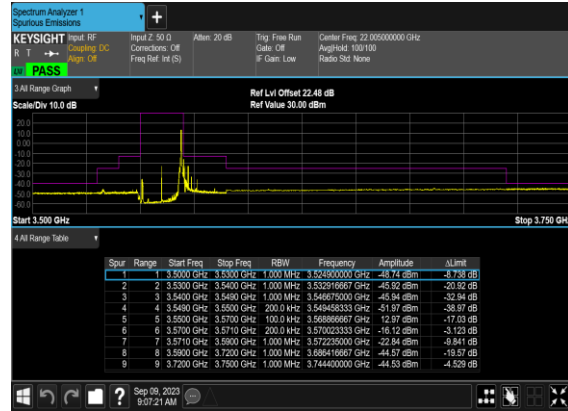 Spectrum Analyzer 1
Spurious Emissions
KEYSIGHT Input: RF Input Z: 50 Ω Atten: 20 dB Trig: Free Run Center Freq: 22.005000000 GHz
R T Coupling: DC Corrections: Off Gate: Off Avg|Hold: 100/100
Align: Off Freq Ref: Int (S) IF Gain: Low Radio Std: None
PASS
3 All Range Graph
Ref Lvl Offset 22.48 dB
Scale/Div 10.0 dB Ref Value 30.00 dBm
20.0
10.0
0.00
-10.0
-20.0
-30.0
-40.0
-50.0
-60.0
Start 3.500 GHz Stop 3.750 GHz
4 All Range Table
Spur Range Start Freq Stop Freq RBW Frequency Amplitude ΔLimit
1 1 3.5000 GHz 3.5300 GHz 1.000 MHz 3.524900000 GHz -48.74 dBm -8.738 dB
2 2 3.5300 GHz 3.5400 GHz 1.000 MHz 3.532916667 GHz -45.92 dBm -20.92 dB
3 3 3.5400 GHz 3.5490 GHz 1.000 MHz 3.546675000 GHz -45.94 dBm -32.94 dB
4 4 3.5490 GHz 3.5500 GHz 200.0 kHz 3.549458333 GHz -51.97 dBm -38.97 dB
5 5 3.5500 GHz 3.5700 GHz 100.0 kHz 3.568866667 GHz 12.97 dBm -17.03 dB
6 6 3.5700 GHz 3.5710 GHz 200.0 kHz 3.570023333 GHz -16.12 dBm -3.123 dB
7 7 3.5710 GHz 3.5900 GHz 1.000 MHz 3.572235000 GHz -22.84 dBm -9.841 dB
8 8 3.5900 GHz 3.7200 GHz 1.000 MHz 3.686416667 GHz -44.57 dBm -19.57 dB
9 9 3.7200 GHz 3.7500 GHz 1.000 MHz 3.744400000 GHz -44.53 dBm -4.529 dB
Sep 09, 2023
9:07:21 AM